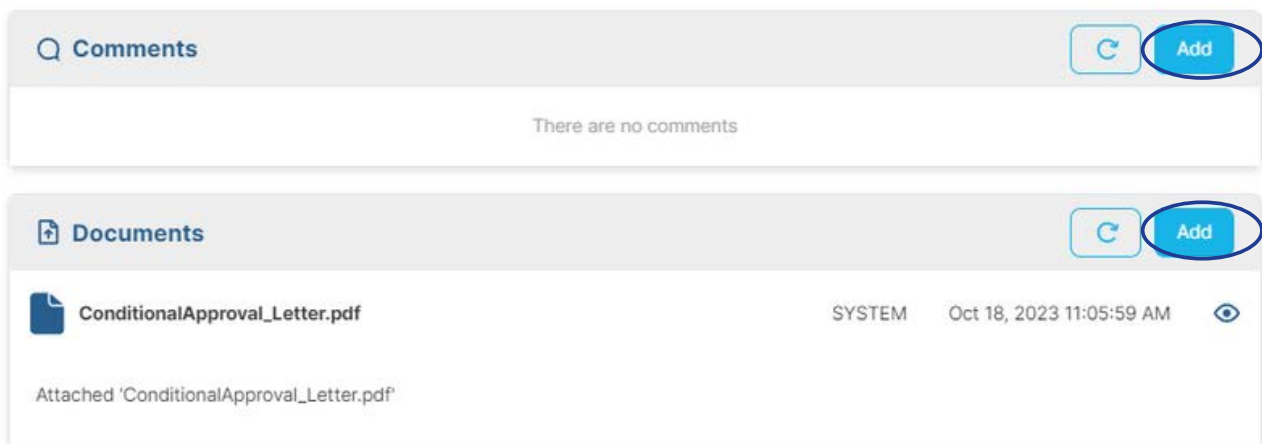 Comments
Add
There are no comments
Documents
Add
ConditionalApproval_Letter.pdf SYSTEM Oct 18, 2023 11:05:59 AM
Attached 'ConditionalApproval_Letter.pdf'